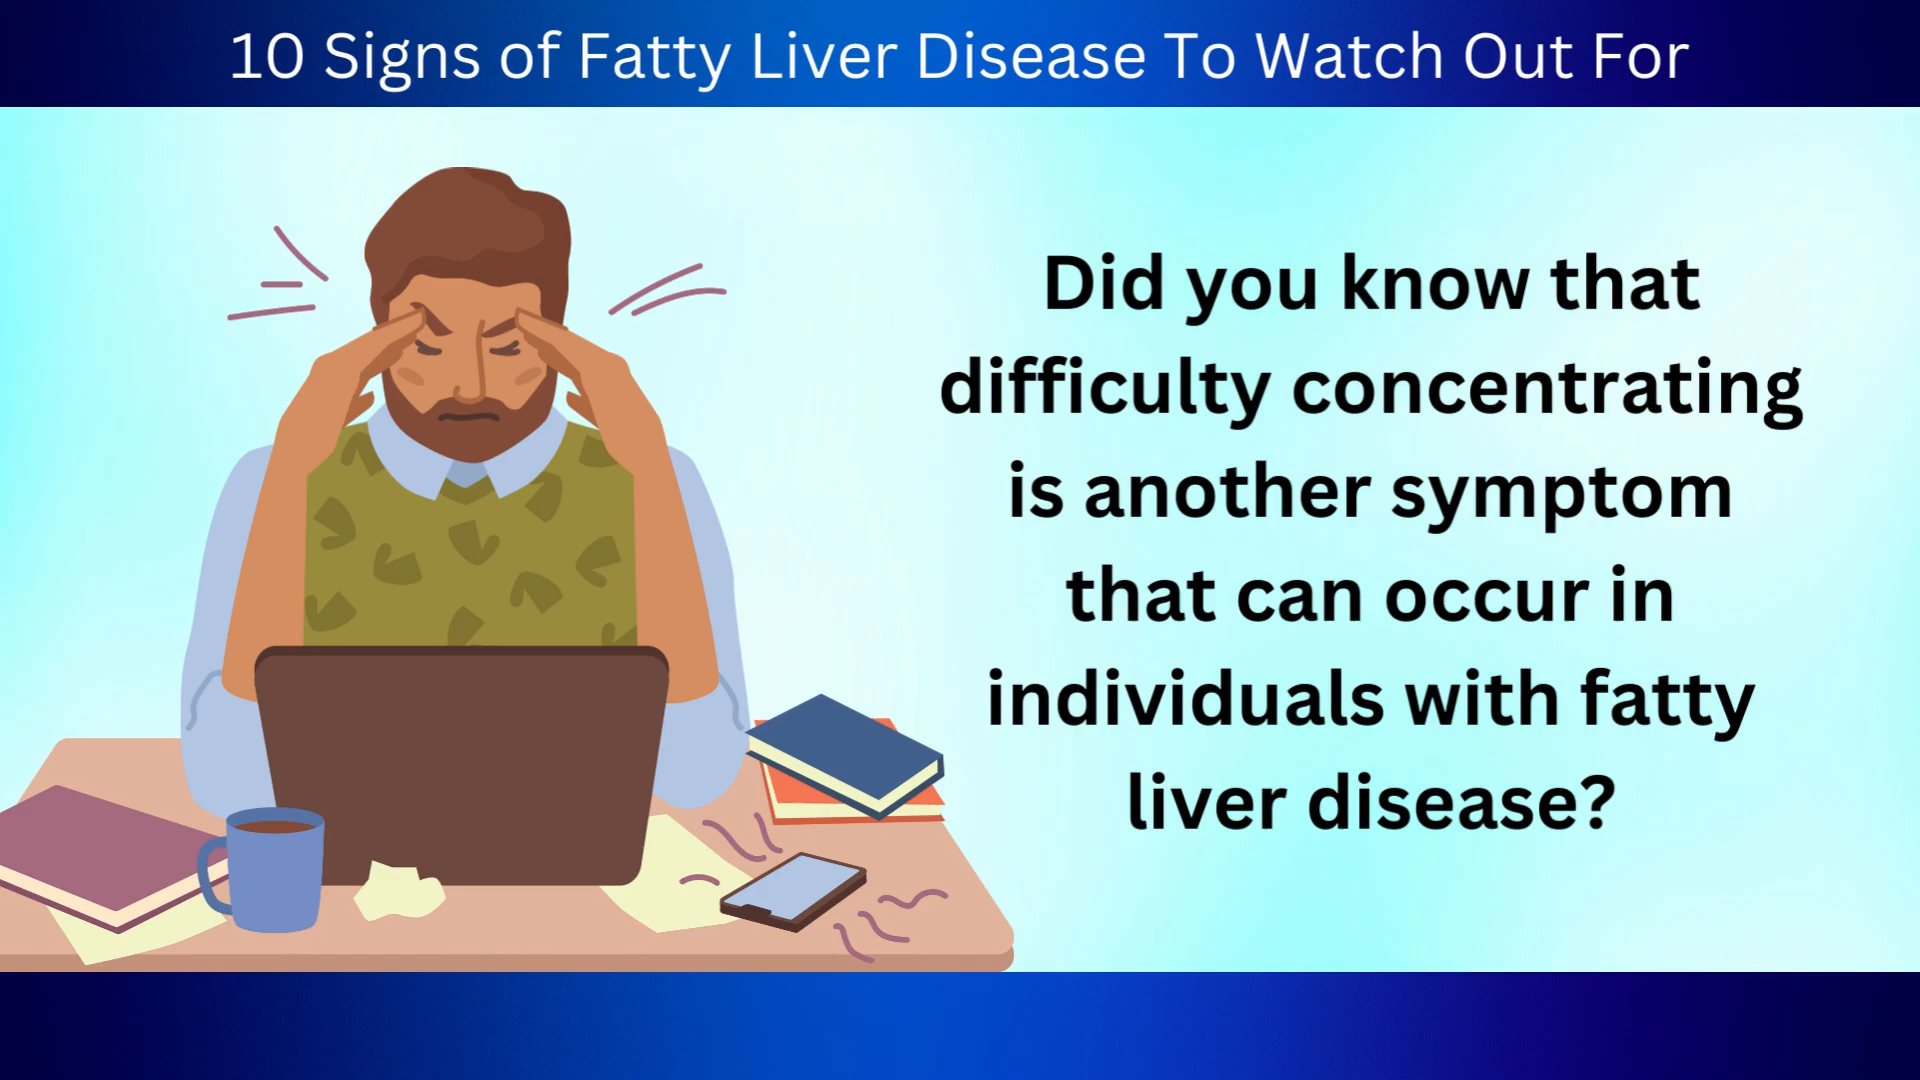 10 Signs of Fatty Liver Disease To Watch Out For
Did you know that
difficulty concentrating
is another symptom
that can occur in
individuals with fatty
liver disease?